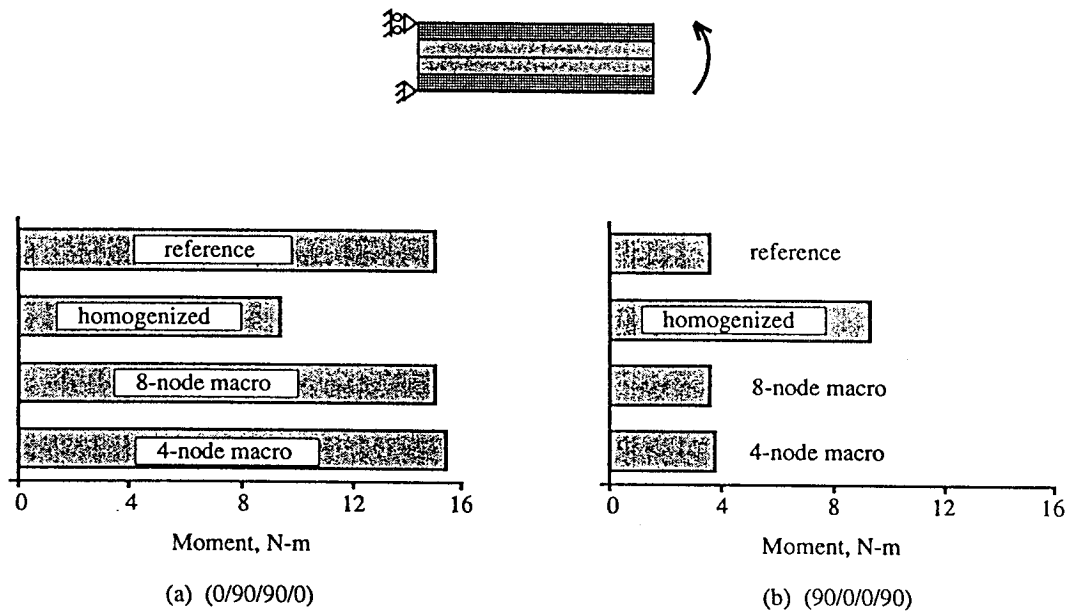 reference
homogenized
8-node macro
4-node macro
0 4 8 12 16
Moment, N-m
(a) (0/90/90/0)
reference
homogenized
8-node macro
4-node macro
0 4 8 12 16
Moment, N-m
(b) (90/0/0/90)